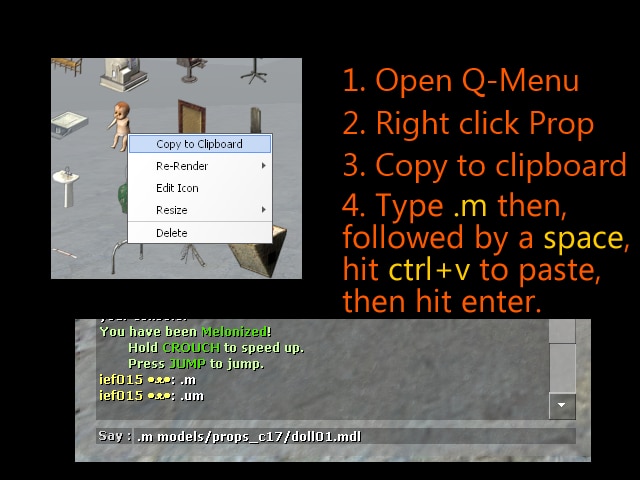 1. Open Q-Menu
2. Right click Prop
3. Copy to clipboard
4. Type .m then,
followed by a space,
hit ctrl+v to paste,
then hit enter.
Copy to Clipboard
Re-Render
Edit Icon
Resize
Delete
your console.
You have been Melonized!
Hold CROUCH to speed up.
Press JUMP to jump.
ief015 •ᴥ•: .m
ief015 •ᴥ•: .um
Say : .m models/props_c17/doll01.mdl